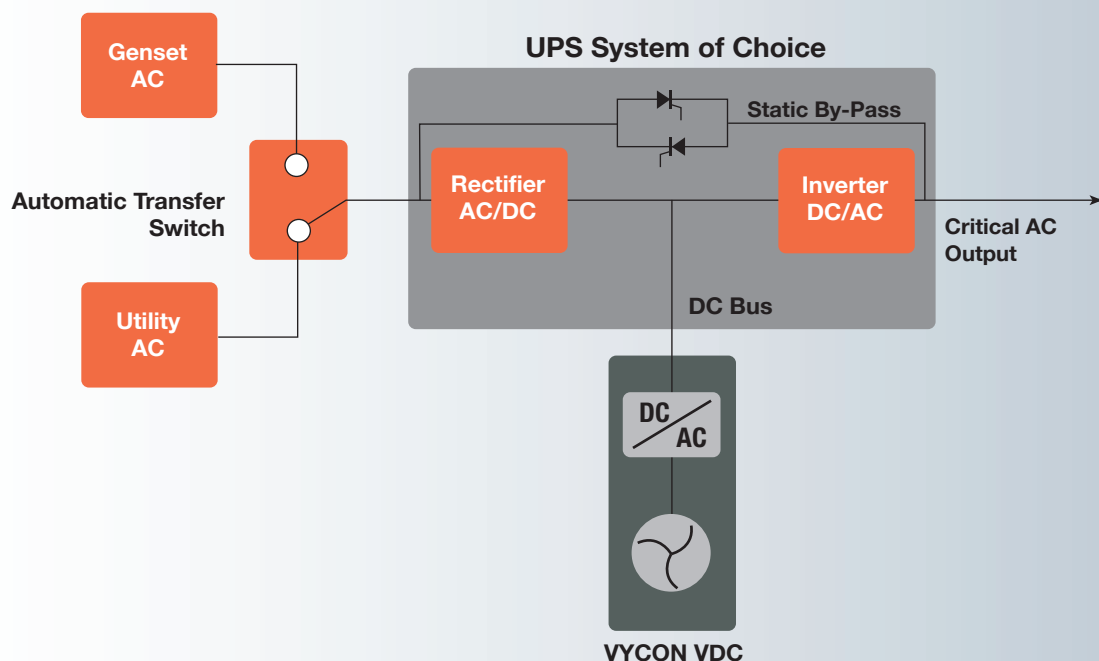 Genset
AC
UPS System of Choice
Static By-Pass
Automatic Transfer
Switch
Rectifier
AC/DC
Inverter
DC/AC
Critical AC
Output
Utility
AC
DC Bus
DC
AC
VYCON VDC